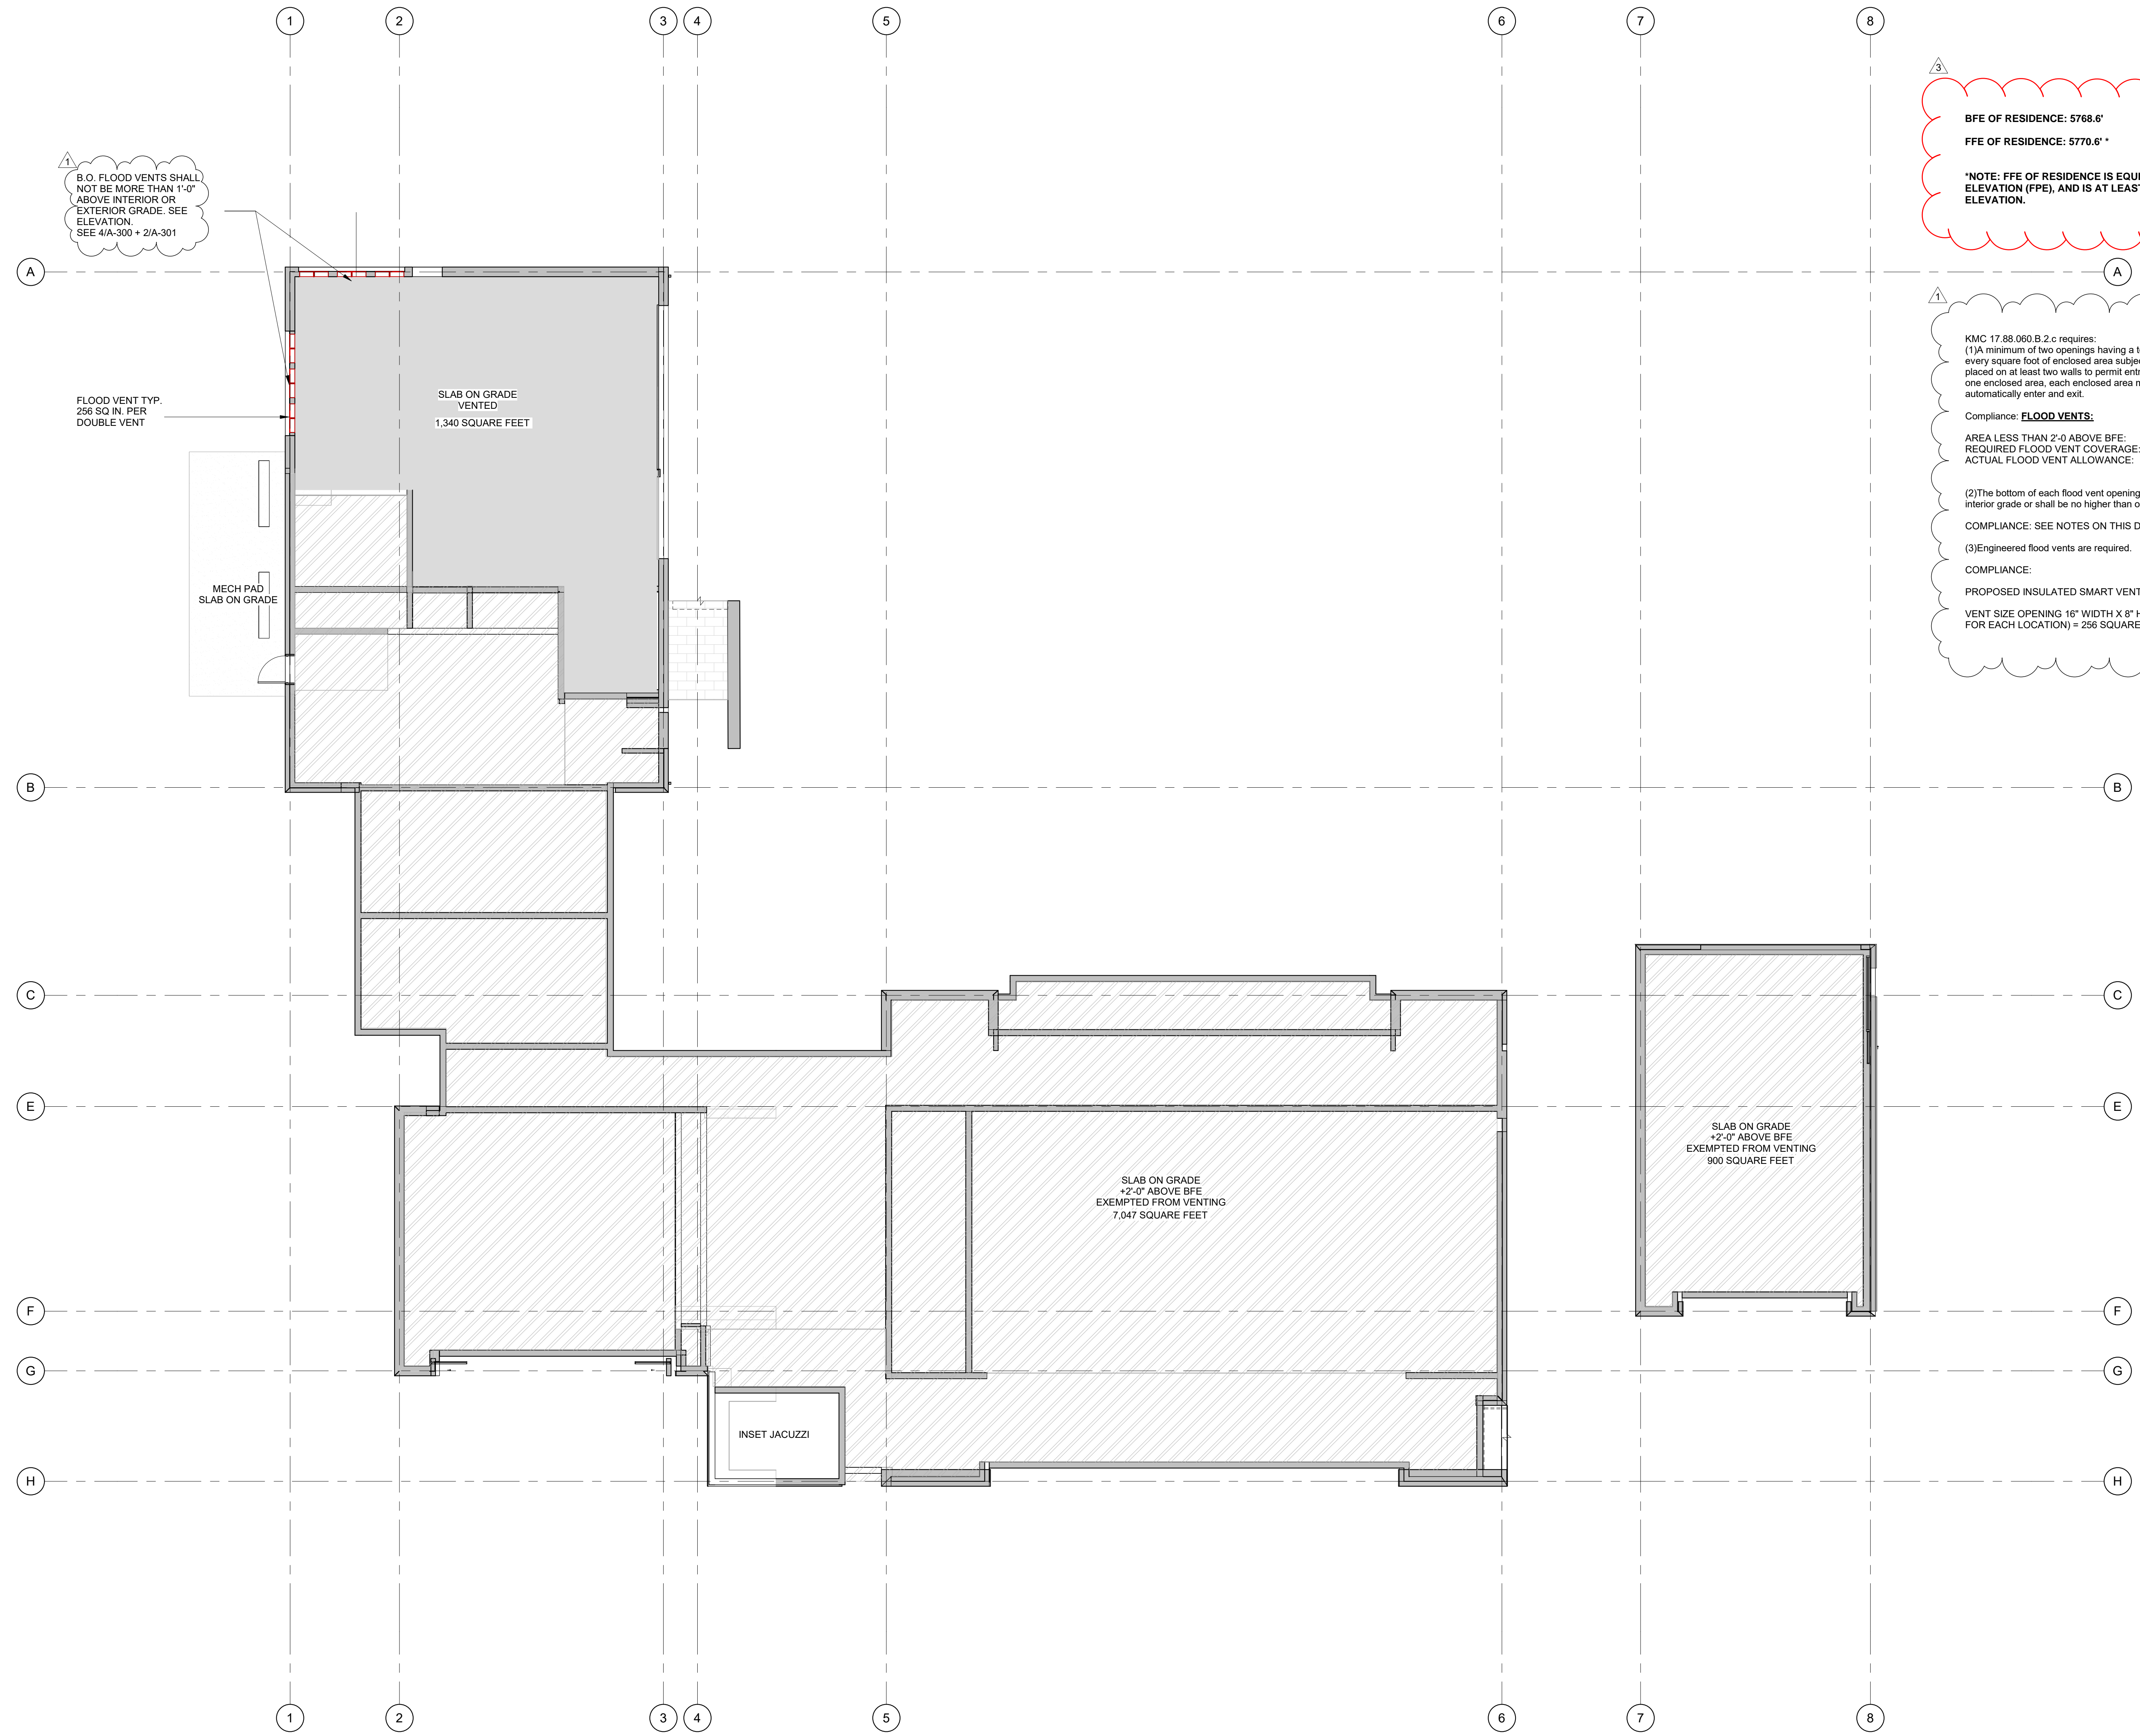 1
2
3
4
5
6
7
8
3
BFE OF RESIDENCE: 5768.6'
FFE OF RESIDENCE: 5770.6' *
*NOTE: FFE OF RESIDENCE IS
ELEVATION (FPE), AND IS AT
ELEVATION.
1
B.O. FLOOD VENTS SHALL
NOT BE MORE THAN 1'-0"
ABOVE INTERIOR OR
EXTERIOR GRADE. SEE
ELEVATION.
SEE 4/A-300 + 2/A-301
A
A
1
KMC 17.88.060.B.2.c requires:
(1)A minimum of two openings having a
every square foot of enclosed area
placed on at least two walls to permit
one enclosed area, each enclosed area
automatically enter and exit.
Compliance: FLOOD VENTS:
AREA LESS THAN 2'-0 ABOVE BFE:
REQUIRED FLOOD VENT COVERAGE:
ACTUAL FLOOD VENT ALLOWANCE:
(2)The bottom of each flood vent opening
interior grade or shall be no higher than
COMPLIANCE: SEE NOTES ON THIS
(3)Engineered flood vents are required.
COMPLIANCE:
PROPOSED INSULATED SMART VENT
VENT SIZE OPENING 16" WIDTH X 8"
FOR EACH LOCATION) = 256 SQUARE
FLOOD VENT TYP.
256 SQ IN. PER
DOUBLE VENT
SLAB ON GRADE
VENTED
1,340 SQUARE FEET
MECH PAD
SLAB ON GRADE
B
B
C
C
E
E
SLAB ON GRADE
+2'-0" ABOVE BFE
EXEMPTED FROM VENTING
900 SQUARE FEET
SLAB ON GRADE
+2'-0" ABOVE BFE
EXEMPTED FROM VENTING
7,047 SQUARE FEET
F
F
G
G
INSET JACUZZI
H
H
1
2
3
4
5
6
7
8